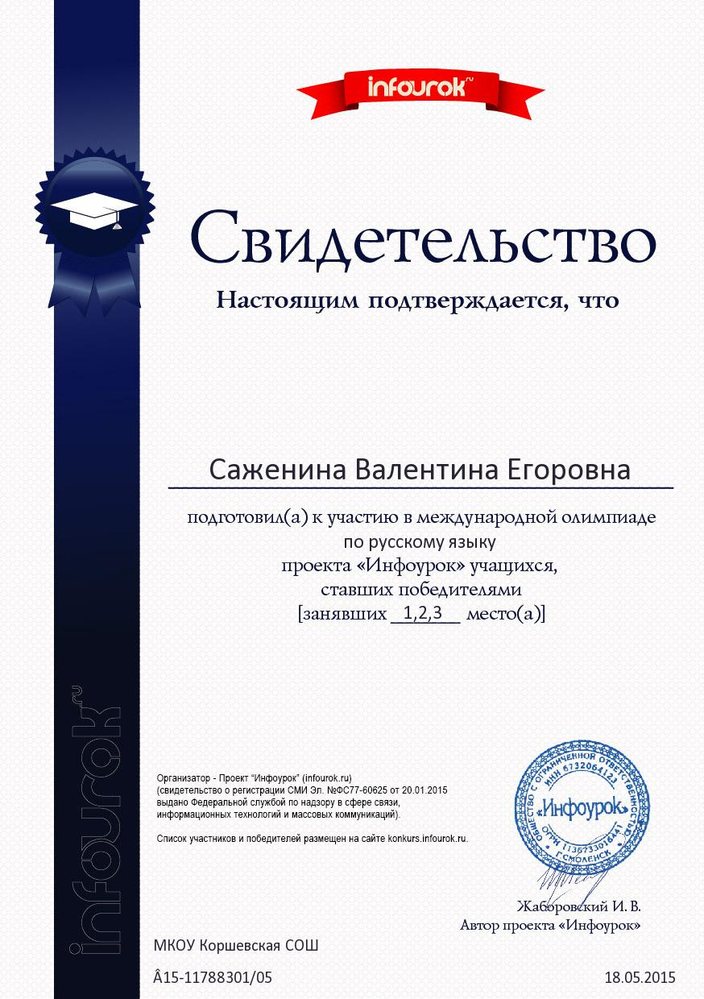 infourok.ru
Свидетельство
Настоящим подтверждается, что
Саженина Валентина Егоровна
подготовил(а) к участию в международной олимпиаде
по русскому языку
проекта «Инфоурок» учащихся,
ставших победителями
[занявших 1,2,3 место(а)]
infourok.ru
Организатор - Проект “Инфоурок” (infourok.ru)
(свидетельство о регистрации СМИ Эл. №ФС77-60625 от 20.01.2015
выдано Федеральной службой по надзору в сфере связи,
информационных технологий и массовых коммуникаций).
Список участников и победителей размещен на сайте konkurs.infourok.ru.
ОБЩЕСТВО С ОГРАНИЧЕННОЙ ОТВЕТСТВЕННОСТЬЮ
ИНН 6732064123
«Инфоурок»
ОГРН 1136733016441
Г.СМОЛЕНСК
Жаборовский И. В.
Автор проекта «Инфоурок»
МКОУ Коршевская СОШ
Â15-11788301/05
18.05.2015